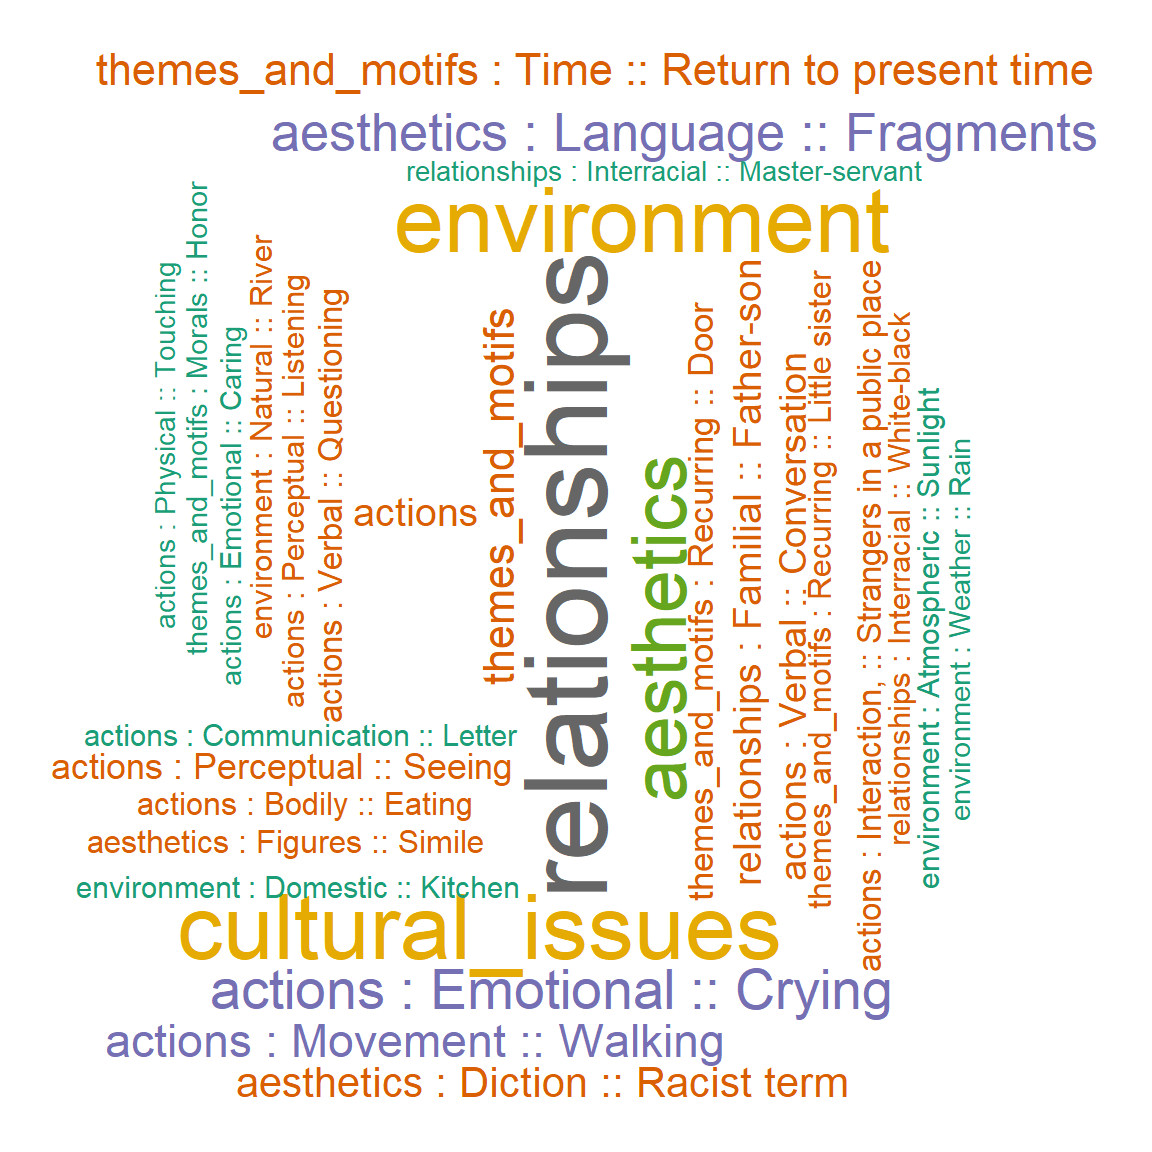 themes_and_motifs : Time :: Return to present time
aesthetics : Language :: Fragments
relationships : Interracial :: Master-servant
environment
actions : Physical :: Touching
themes_and_motifs : Morals :: Honor
actions : Emotional :: Caring
environment : Natural :: River
actions : Perceptual :: Listening
actions : Verbal :: Questioning
actions
themes_and_motifs
relationships
aesthetics
themes_and_motifs : Recurring :: Door
relationships : Familial :: Father-son
actions : Verbal :: Conversation
themes_and_motifs : Recurring :: Little sister
actions : Interaction, :: Strangers in a public place
relationships : Interracial :: White-black
environment : Atmospheric :: Sunlight
environment : Weather :: Rain
actions : Communication :: Letter
actions : Perceptual :: Seeing
actions : Bodily :: Eating
aesthetics : Figures :: Simile
environment : Domestic :: Kitchen
cultural_issues
actions : Emotional :: Crying
actions : Movement :: Walking
aesthetics : Diction :: Racist term